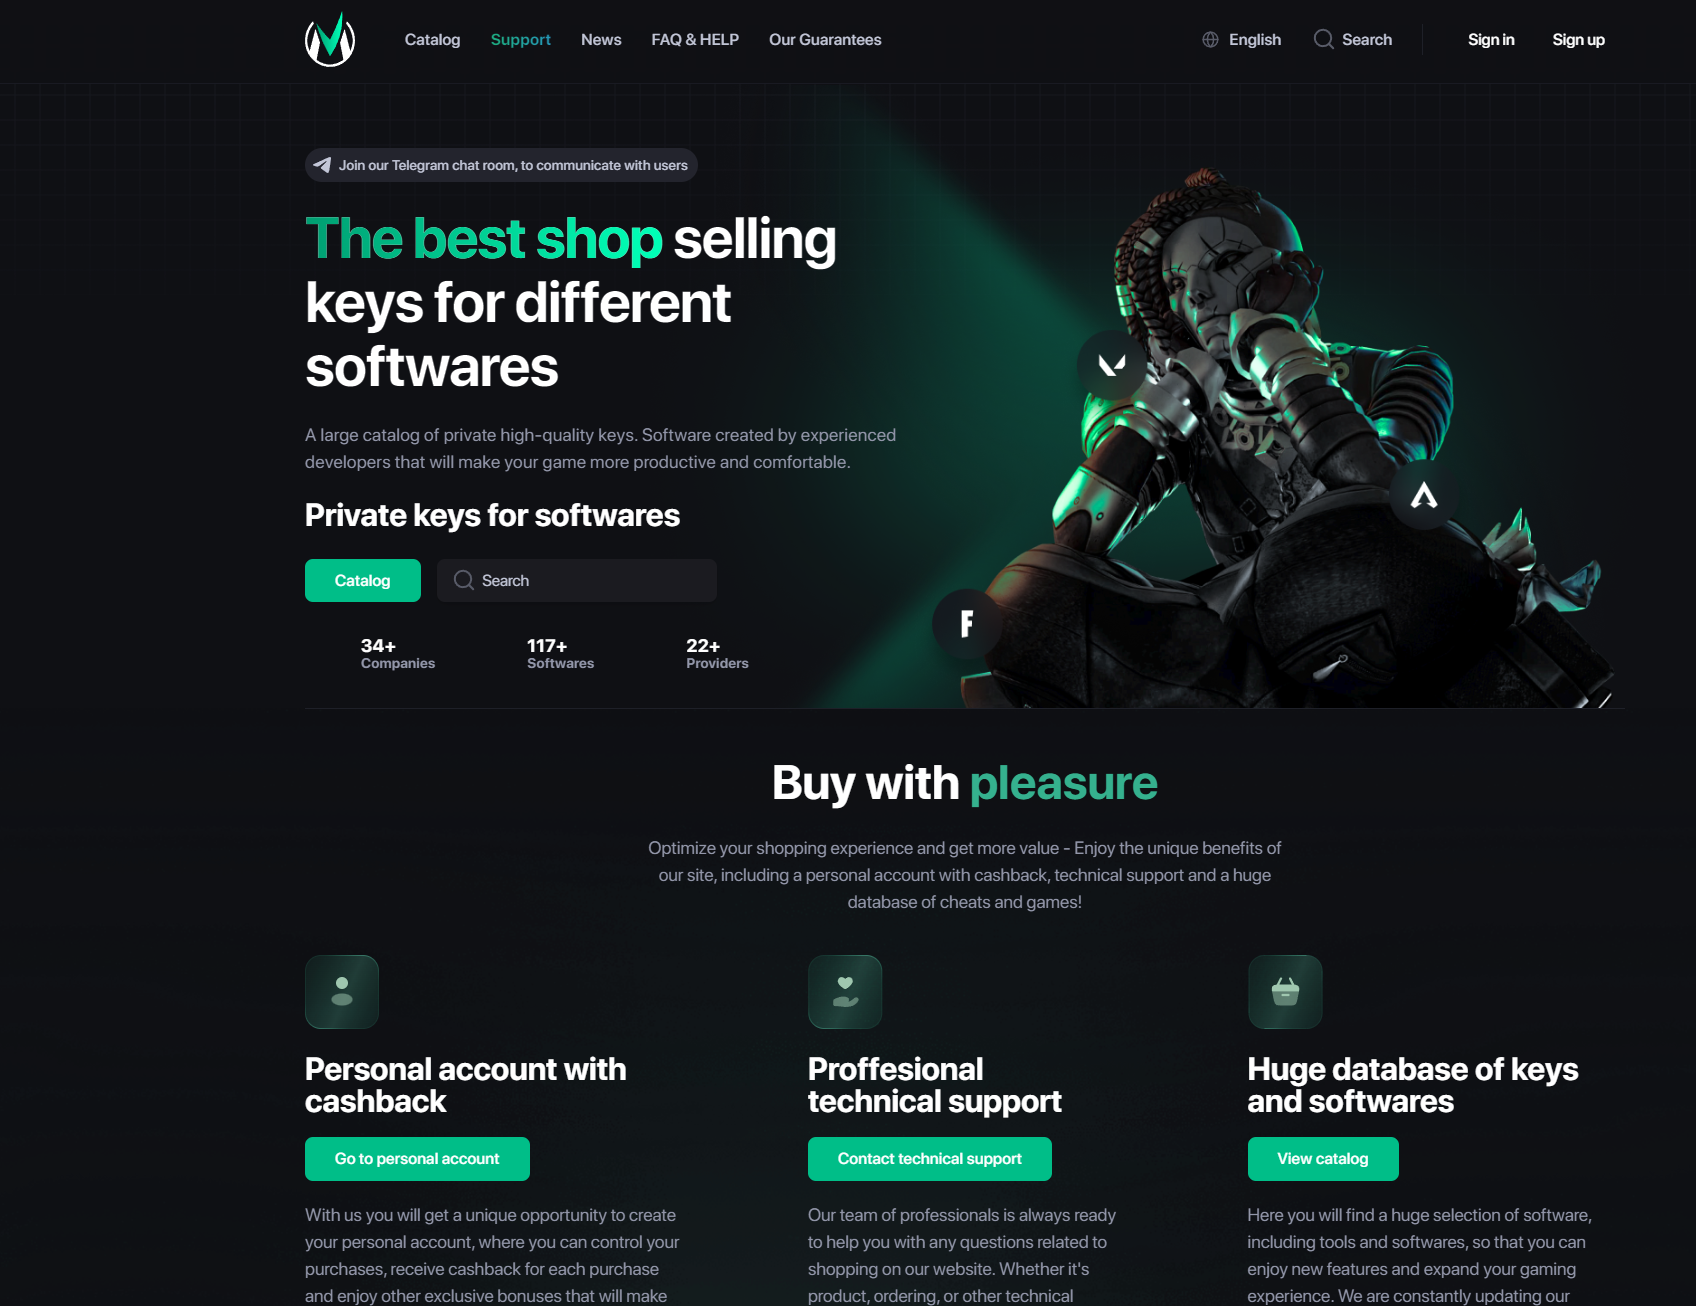 Catalog
Support
News
FAQ & HELP
Our Guarantees
English
Search
Sign in
Sign up
Join our Telegram chat room, to communicate with users
The best shop selling
keys for different
softwares
A large catalog of private high-quality keys. Software created by experienced
developers that will make your game more productive and comfortable.
Private keys for softwares
Catalog
Search
34+
Companies
117+
Softwares
22+
Providers
Buy with pleasure
Optimize your shopping experience and get more value - Enjoy the unique benefits of
our site, including a personal account with cashback, technical support and a huge
database of cheats and games!
Personal account with
cashback
Go to personal account
With us you will get a unique opportunity to create
your personal account, where you can control your
purchases, receive cashback for each purchase
and enjoy other exclusive bonuses that will make
Proffesional
technical support
Contact technical support
Our team of professionals is always ready
to help you with any questions related to
shopping on our website. Whether it's
product, ordering, or other technical
Huge database of keys
and softwares
View catalog
Here you will find a huge selection of software,
including tools and softwares, so that you can
enjoy new features and expand your gaming
experience. We are constantly updating our